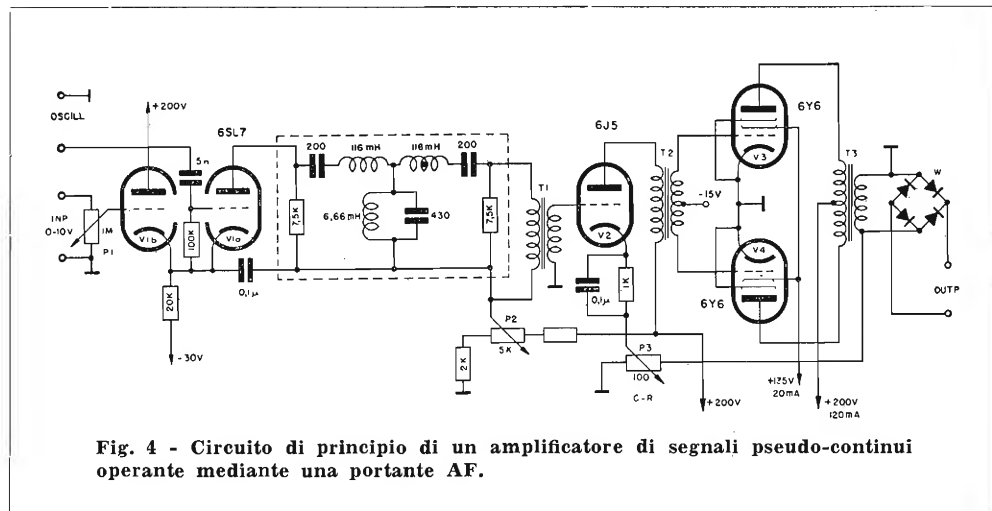 OSCILL
+200V
5n
6SL7
200
116mH
116mH
200
6J5
6Y6
T2
T3
W
INP
0-10V
1M
P1
V1b
100K
V1a
7,5K
6,66mH
430
7,5K
T1
V2
-15V
V3
V4
0,1µ
0,1µ
1K
20K
-30V
P2
5K
2K
P3
100
C-R
+200V
6Y6
+135V
20mA
+200V
120mA
OUTP
Fig. 4 - Circuito di principio di un amplificatore di segnali pseudo-continui
operante mediante una portante AF.